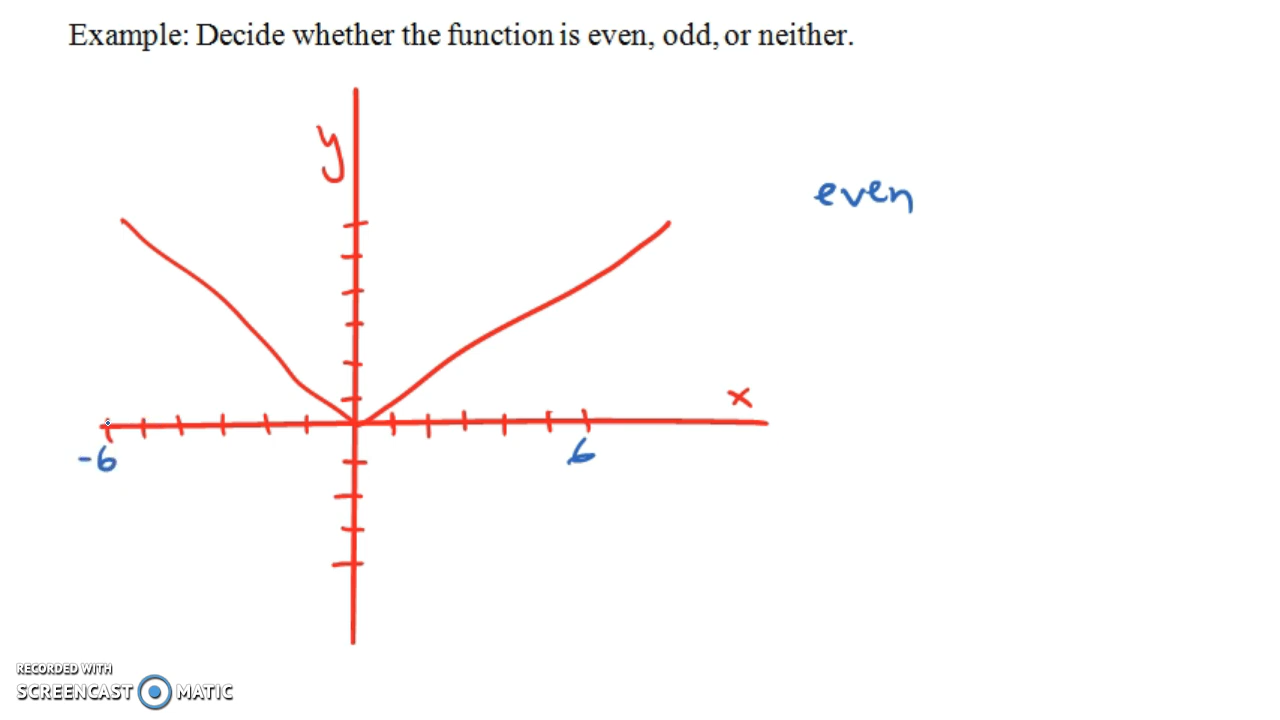 Example: Decide whether the function is even, odd, or neither.
y
even
x
-6
6
RECORDED WITH
SCREENCAST MATIC